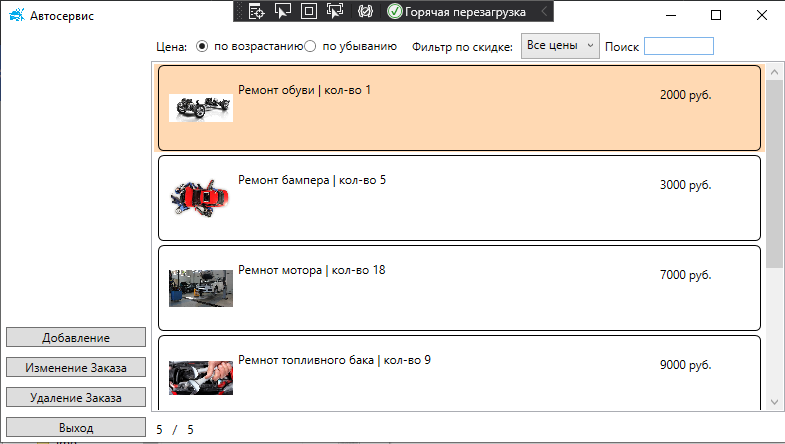 Автосервис
Горячая перезагрузка
Цена: по возрастанию по убыванию Фильтр по скидке: Все цены Поиск
Ремонт обуви | кол-во 1
2000 руб.
Ремонт бампера | кол-во 5
3000 руб.
Ремнот мотора | кол-во 18
7000 руб.
Ремнот топливного бака | кол-во 9
9000 руб.
Добавление
Изменение Заказа
Удаление Заказа
Выход
5 / 5